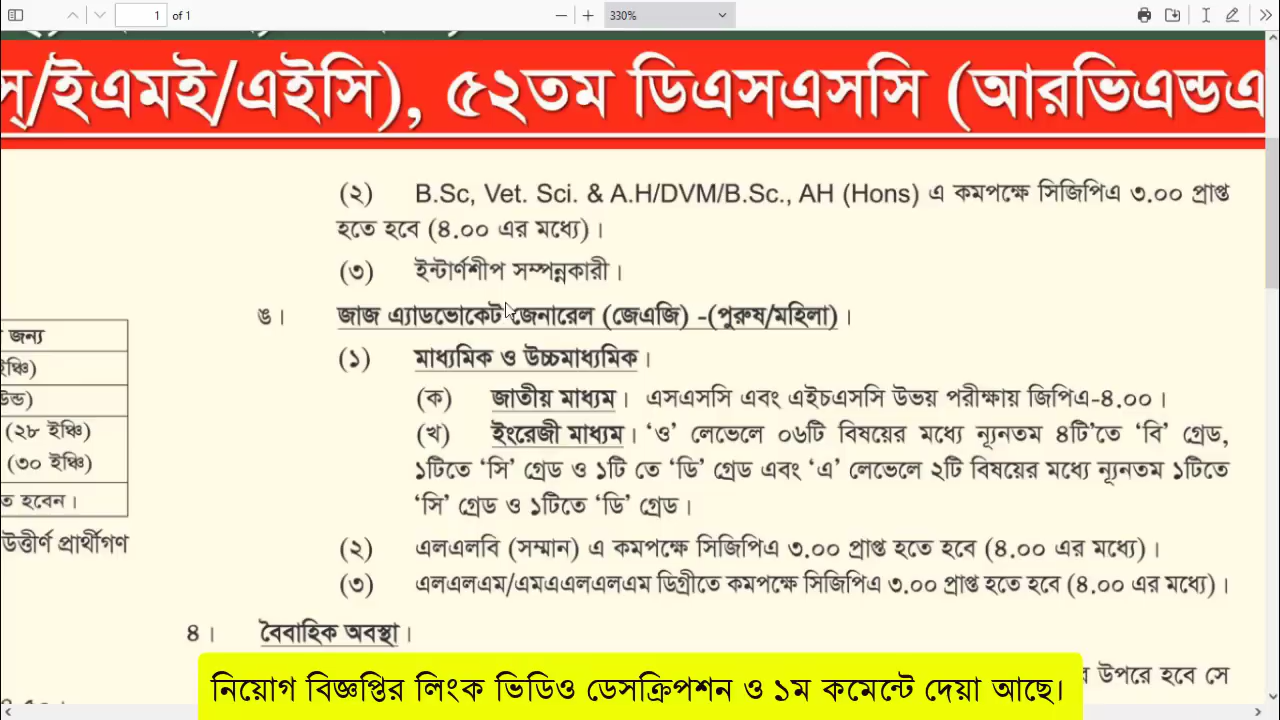 1 of 1
330%
স্/ইএমই/এইসি), ৫২তম ডিএসএসসি (আরভিএন্ডএ
(২) B.Sc, Vet. Sci. & A.H/DVM/B.Sc., AH (Hons) এ কমপক্ষে সিজিপিএ ৩.০০ প্রাপ্ত
হতে হবে (৪.০০ এর মধ্যে)।
(৩) ইন্টার্ণশীপ সম্পন্নকারী।
ঙ। জাজ এ্যাডভোকেট জেনারেল (জেএজি) -(পুরুষ/মহিলা)।
(১) মাধ্যমিক ও উচ্চমাধ্যমিক।
(ক) জাতীয় মাধ্যম। এসএসসি এবং এইচএসসি উভয় পরীক্ষায় জিপিএ-৪.০০।
(খ) ইংরেজী মাধ্যম। ‘ও’ লেভেলে ০৬টি বিষয়ের মধ্যে ন্যূনতম ৪টি’তে ‘বি’ গ্রেড,
১টিতে ‘সি’ গ্রেড ও ১টি তে ‘ডি’ গ্রেড এবং ‘এ’ লেভেলে ২টি বিষয়ের মধ্যে ন্যূনতম ১টিতে
‘সি’ গ্রেড ও ১টিতে ‘ডি’ গ্রেড।
(২) এলএলবি (সম্মান) এ কমপক্ষে সিজিপিএ ৩.০০ প্রাপ্ত হতে হবে (৪.০০ এর মধ্যে)।
(৩) এলএলএম/এমএএলএলএম ডিগ্রীতে কমপক্ষে সিজিপিএ ৩.০০ প্রাপ্ত হতে হবে (৪.০০ এর মধ্যে)।
৪। বৈবাহিক অবস্থা।
উপরে হবে সে
জন্য
ইঞ্চি)
(২৮ ইঞ্চি)
(৩০ ইঞ্চি)
ত হবেন।
উত্তীর্ণ প্রার্থীগণ
নিয়োগ বিজ্ঞপ্তির লিংক ভিডিও ডেসক্রিপশন ও ১ম কমেন্টে দেয়া আছে।